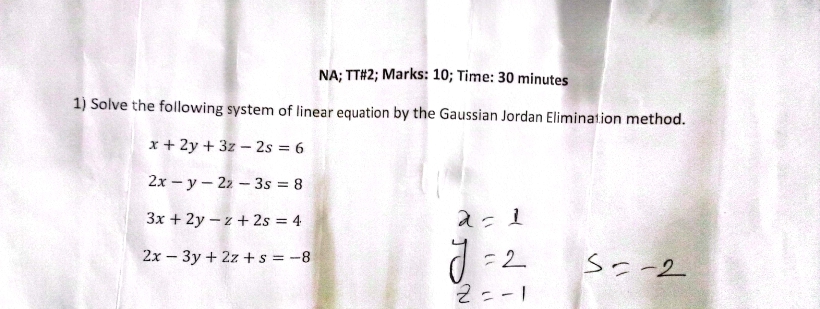 NA; TT#2; Marks: 10; Time: 30 minutes
1) Solve the following system of linear equation by the Gaussian Jordan Elimination method.
x + 2y + 3z − 2s = 6
2x − y − 2z − 3s = 8
3x + 2y − z + 2s = 4
2x − 3y + 2z + s = −8
x = 1
y = 2 s = -2
z = -1